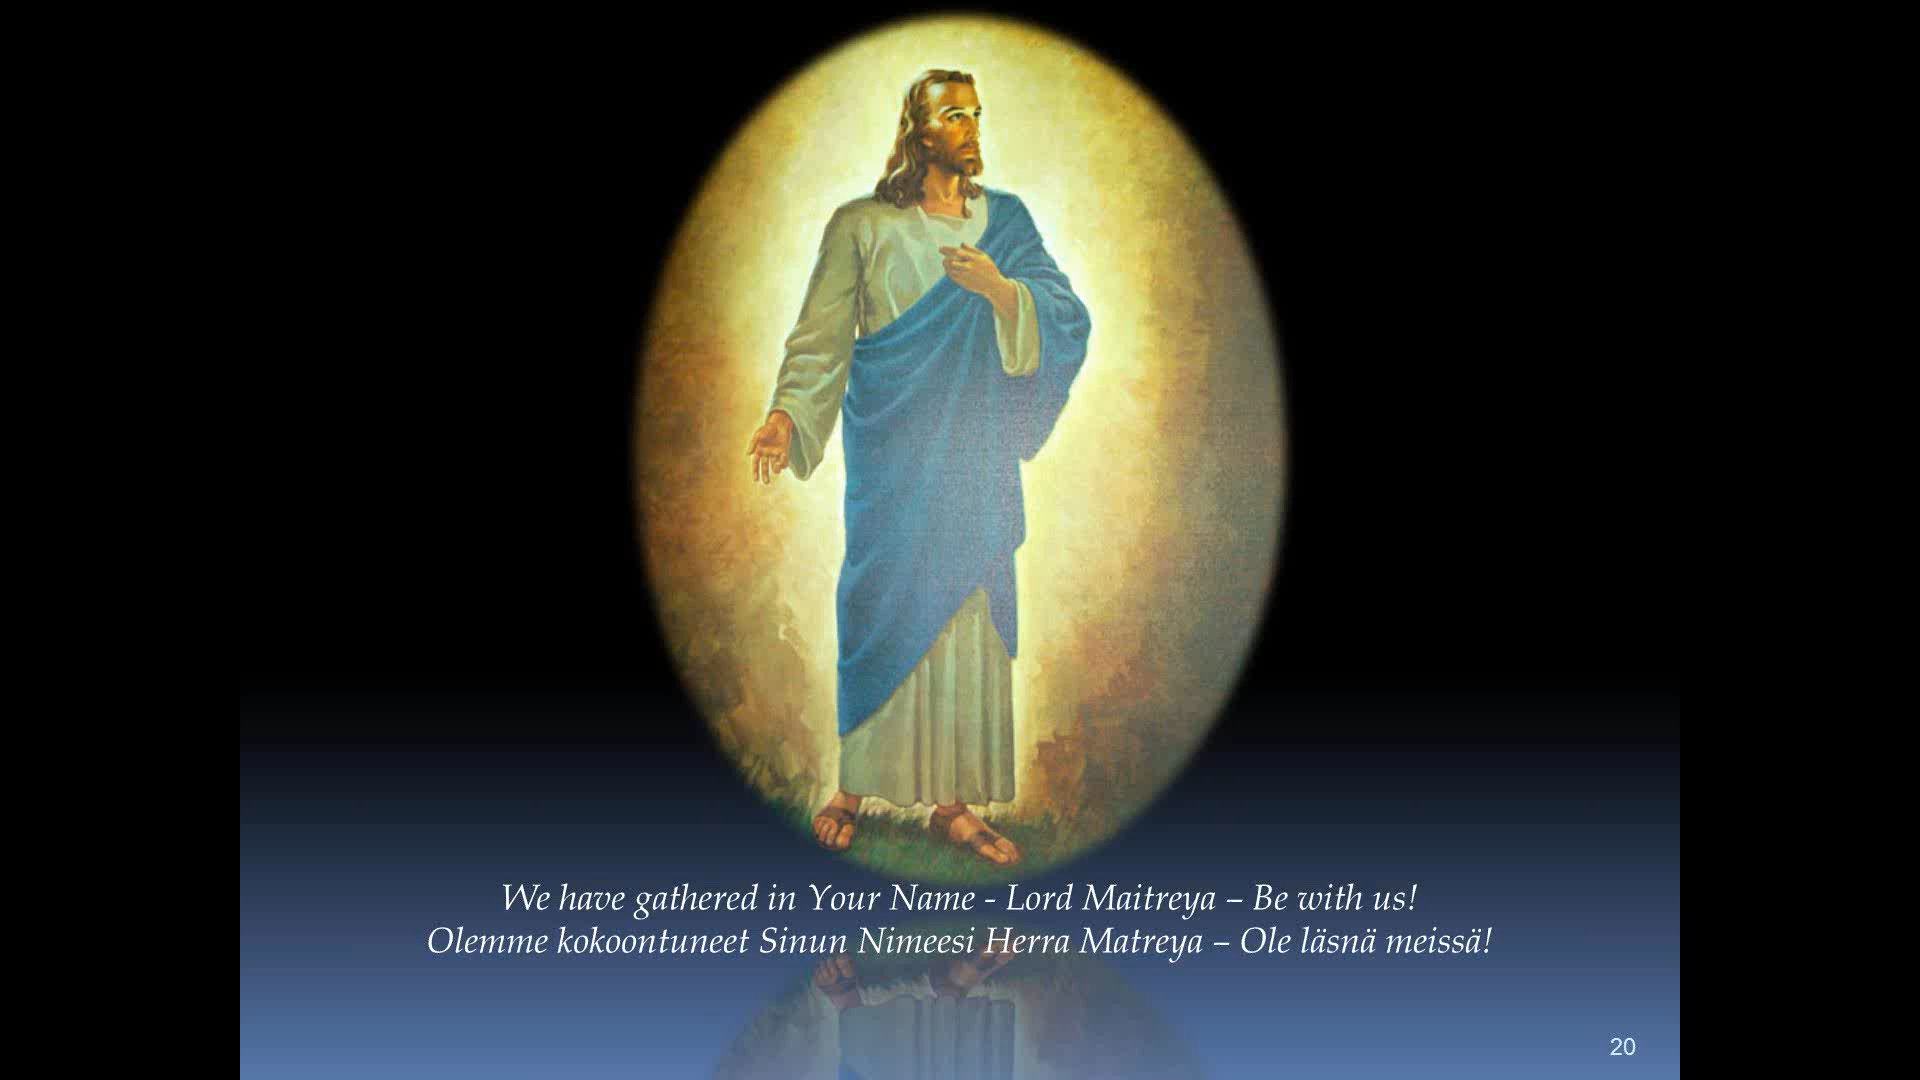 We have gathered in Your Name - Lord Maitreya – Be with us!
Olemme kokoontuneet Sinun Nimeesi Herra Matreya – Ole läsnä meissä!
20